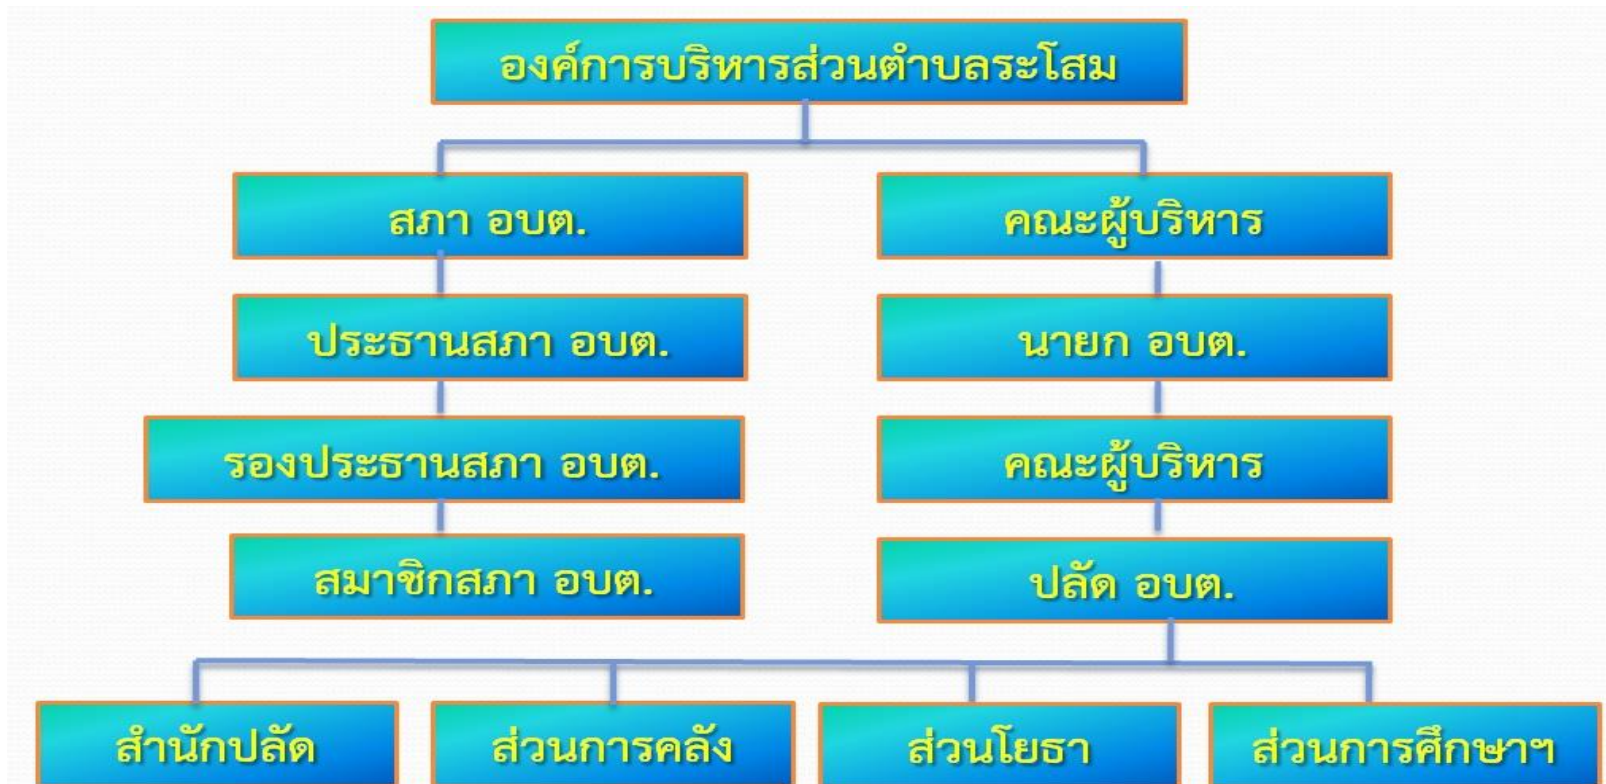 องค์การบริหารส่วนตำบลระโสม
สภา อบต.
คณะผู้บริหาร
ประธานสภา อบต.
นายก อบต.
รองประธานสภา อบต.
คณะผู้บริหาร
สมาชิกสภา อบต.
ปลัด อบต.
สำนักปลัด
ส่วนการคลัง
ส่วนโยธา
ส่วนการศึกษาฯ